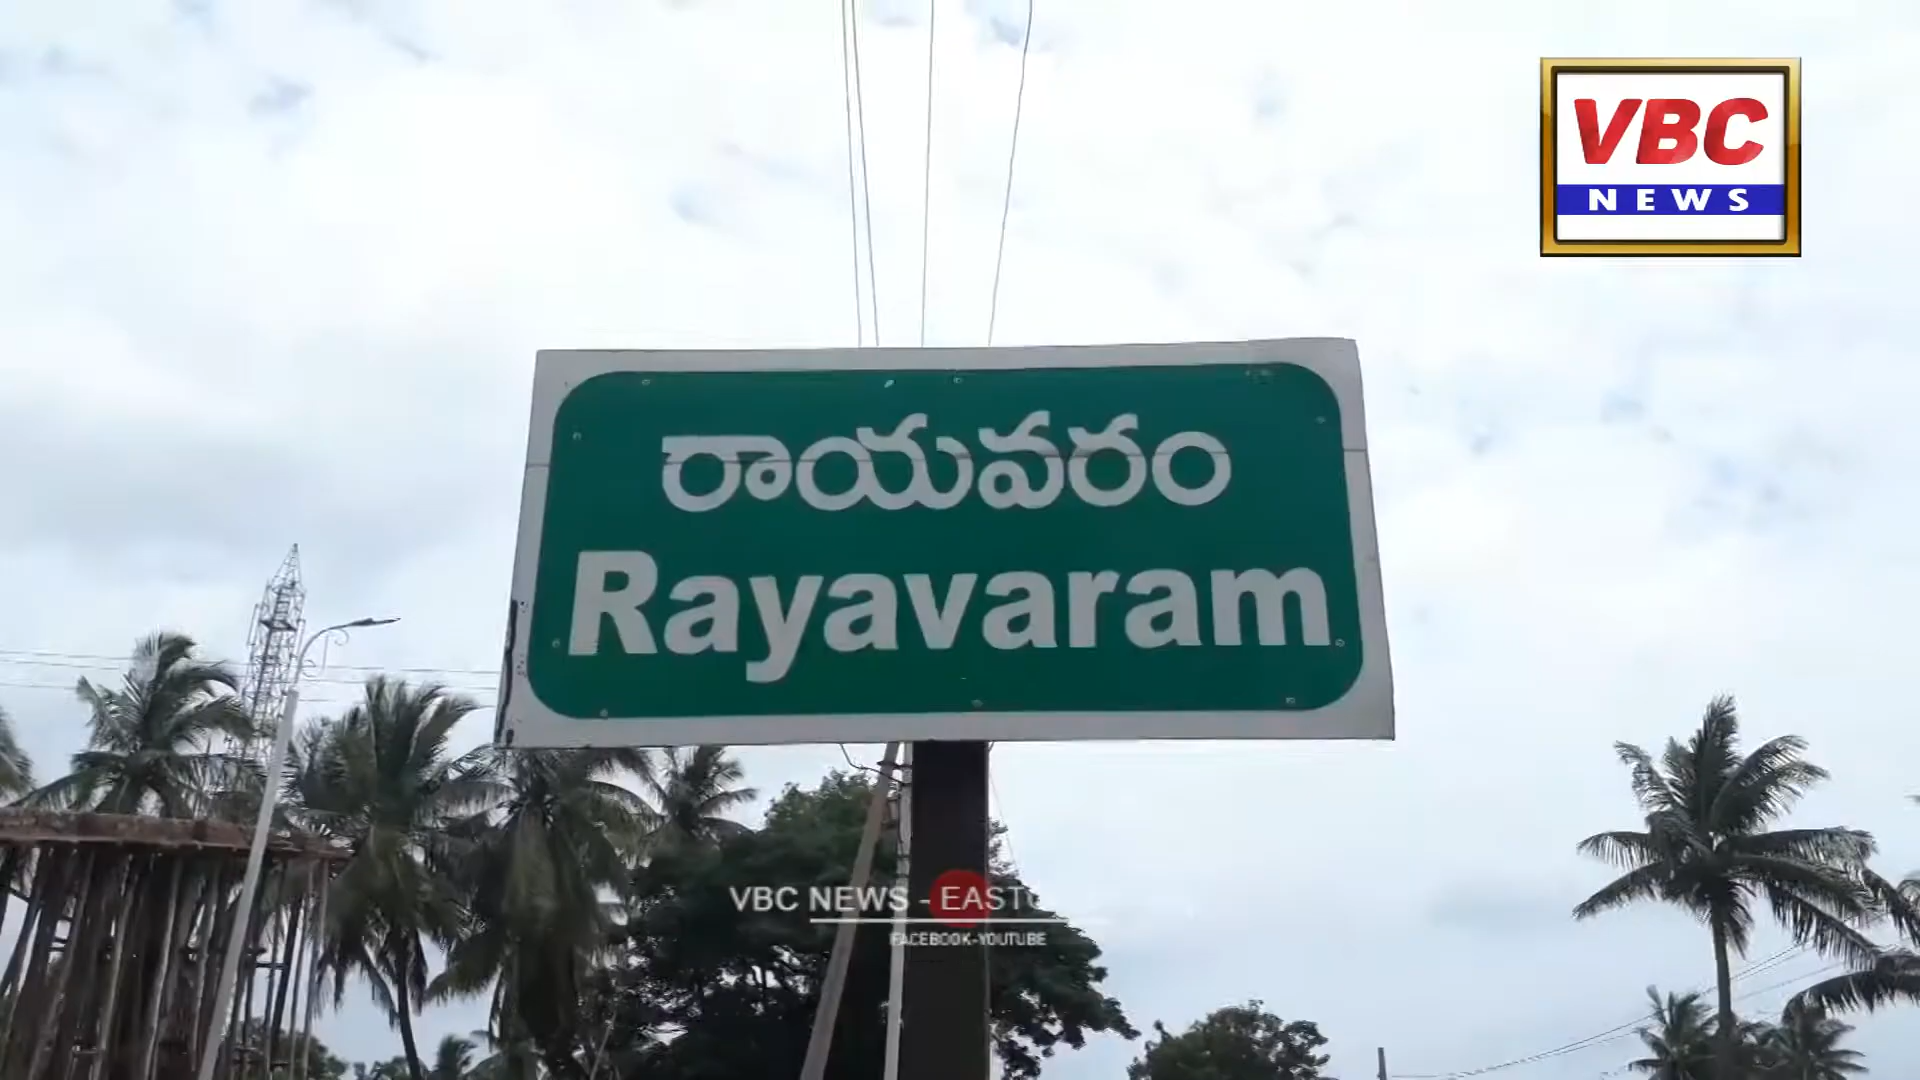 VBC
NEWS
రాయవరం
Rayavaram
VBC NEWS - EAST
FACEBOOK-YOUTUBE